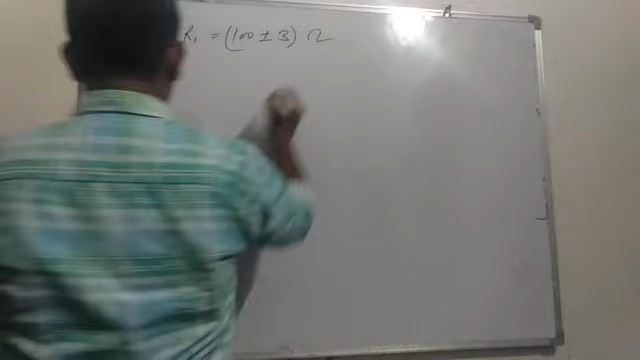 R₁ = (100 ± 3) Ω